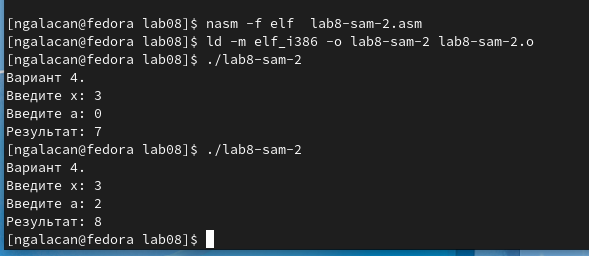 [ngalacan@fedora lab08]$ nasm -f elf  lab8-sam-2.asm
[ngalacan@fedora lab08]$ ld -m elf_i386 -o lab8-sam-2 lab8-sam-2.o
[ngalacan@fedora lab08]$ ./lab8-sam-2
Вариант 4.
Введите x: 3
Введите a: 0
Результат: 7
[ngalacan@fedora lab08]$ ./lab8-sam-2
Вариант 4.
Введите x: 3
Введите a: 2
Результат: 8
[ngalacan@fedora lab08]$